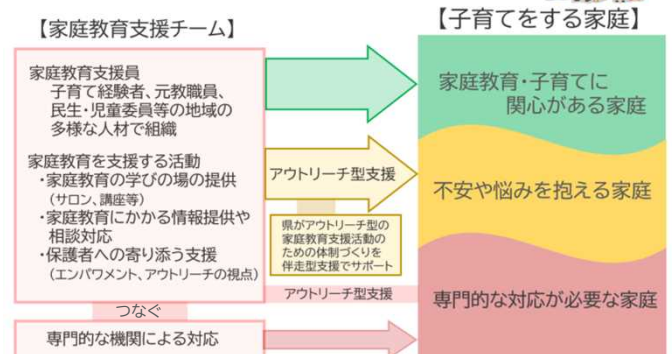 【家庭教育支援チーム】
【子育てをする家庭】
家庭教育支援員
子育て経験者、元教職員、
民生・児童委員等の地域の
多様な人材で組織
家庭教育を支援する活動
・家庭教育の学びの場の提供
（サロン、講座等）
・家庭教育にかかる情報提供や
相談対応
・保護者への寄り添う支援
（エンパワメント、アウトリーチの視点）
つなぐ
専門的な機関による対応
アウトリーチ型支援
県がアウトリーチ型の
家庭教育支援活動の
ための体制づくりを
伴走型支援でサポート
アウトリーチ型支援
家庭教育・子育てに
関心がある家庭
不安や悩みを抱える家庭
専門的な対応が必要な家庭